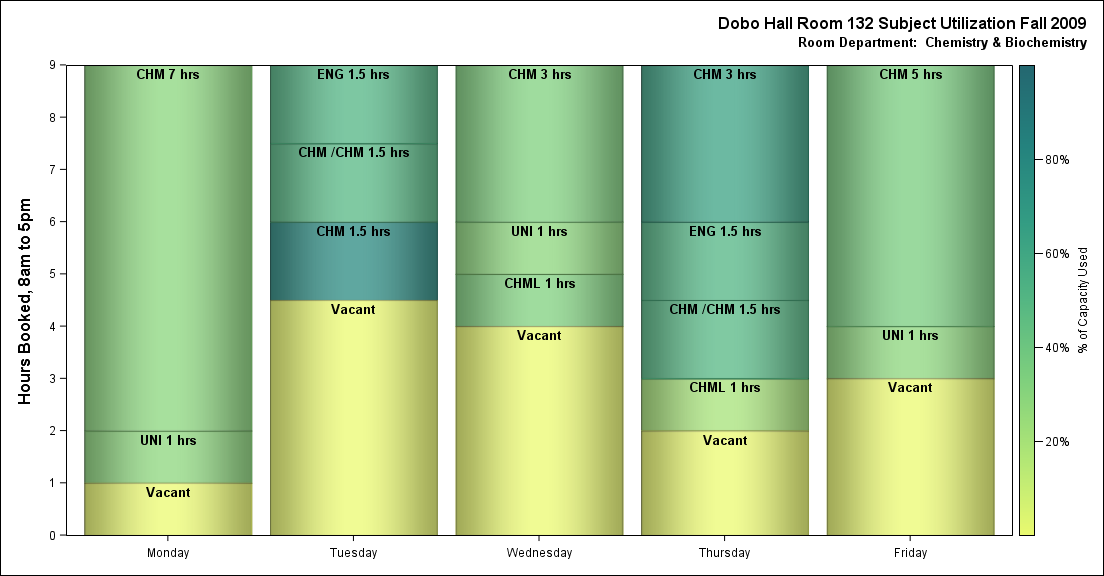 Dobo Hall Room 132 Subject Utilization Fall 2009
Room Department: Chemistry & Biochemistry
Hours Booked, 8am to 5pm
9
8
7
6
5
4
3
2
1
0
CHM 7 hrs
UNI 1 hrs
Vacant
ENG 1.5 hrs
CHM /CHM 1.5 hrs
CHM 1.5 hrs
Vacant
CHM 3 hrs
UNI 1 hrs
CHML 1 hrs
Vacant
CHM 3 hrs
ENG 1.5 hrs
CHM /CHM 1.5 hrs
CHML 1 hrs
Vacant
CHM 5 hrs
UNI 1 hrs
Vacant
Monday
Tuesday
Wednesday
Thursday
Friday
80%
60%
40%
20%
% of Capacity Used